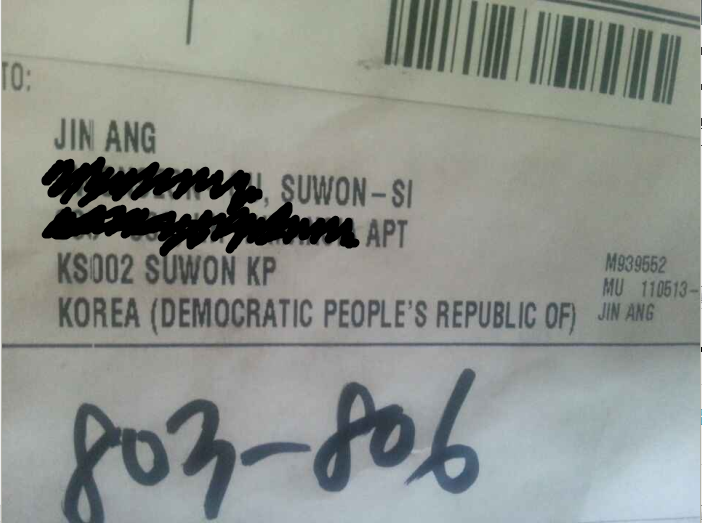 TO:
JIN ANG
, SUWON-SI
APT
KS002 SUWON KP
KOREA (DEMOCRATIC PEOPLE'S REPUBLIC OF)
M939552
MU 110513-
JIN ANG
803-806